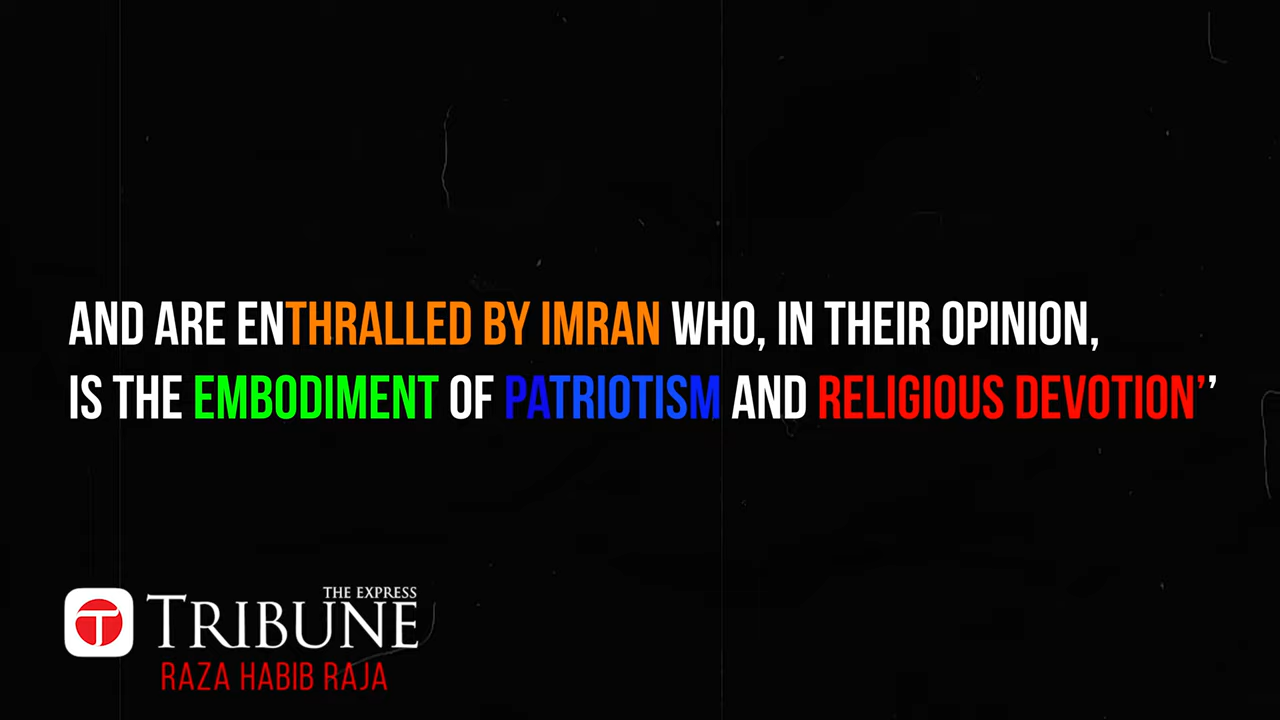 AND ARE ENTHRALLED BY IMRAN WHO, IN THEIR OPINION,
IS THE EMBODIMENT OF PATRIOTISM AND RELIGIOUS DEVOTION’’
THE EXPRESS
TRIBUNE
RAZA HABIB RAJA